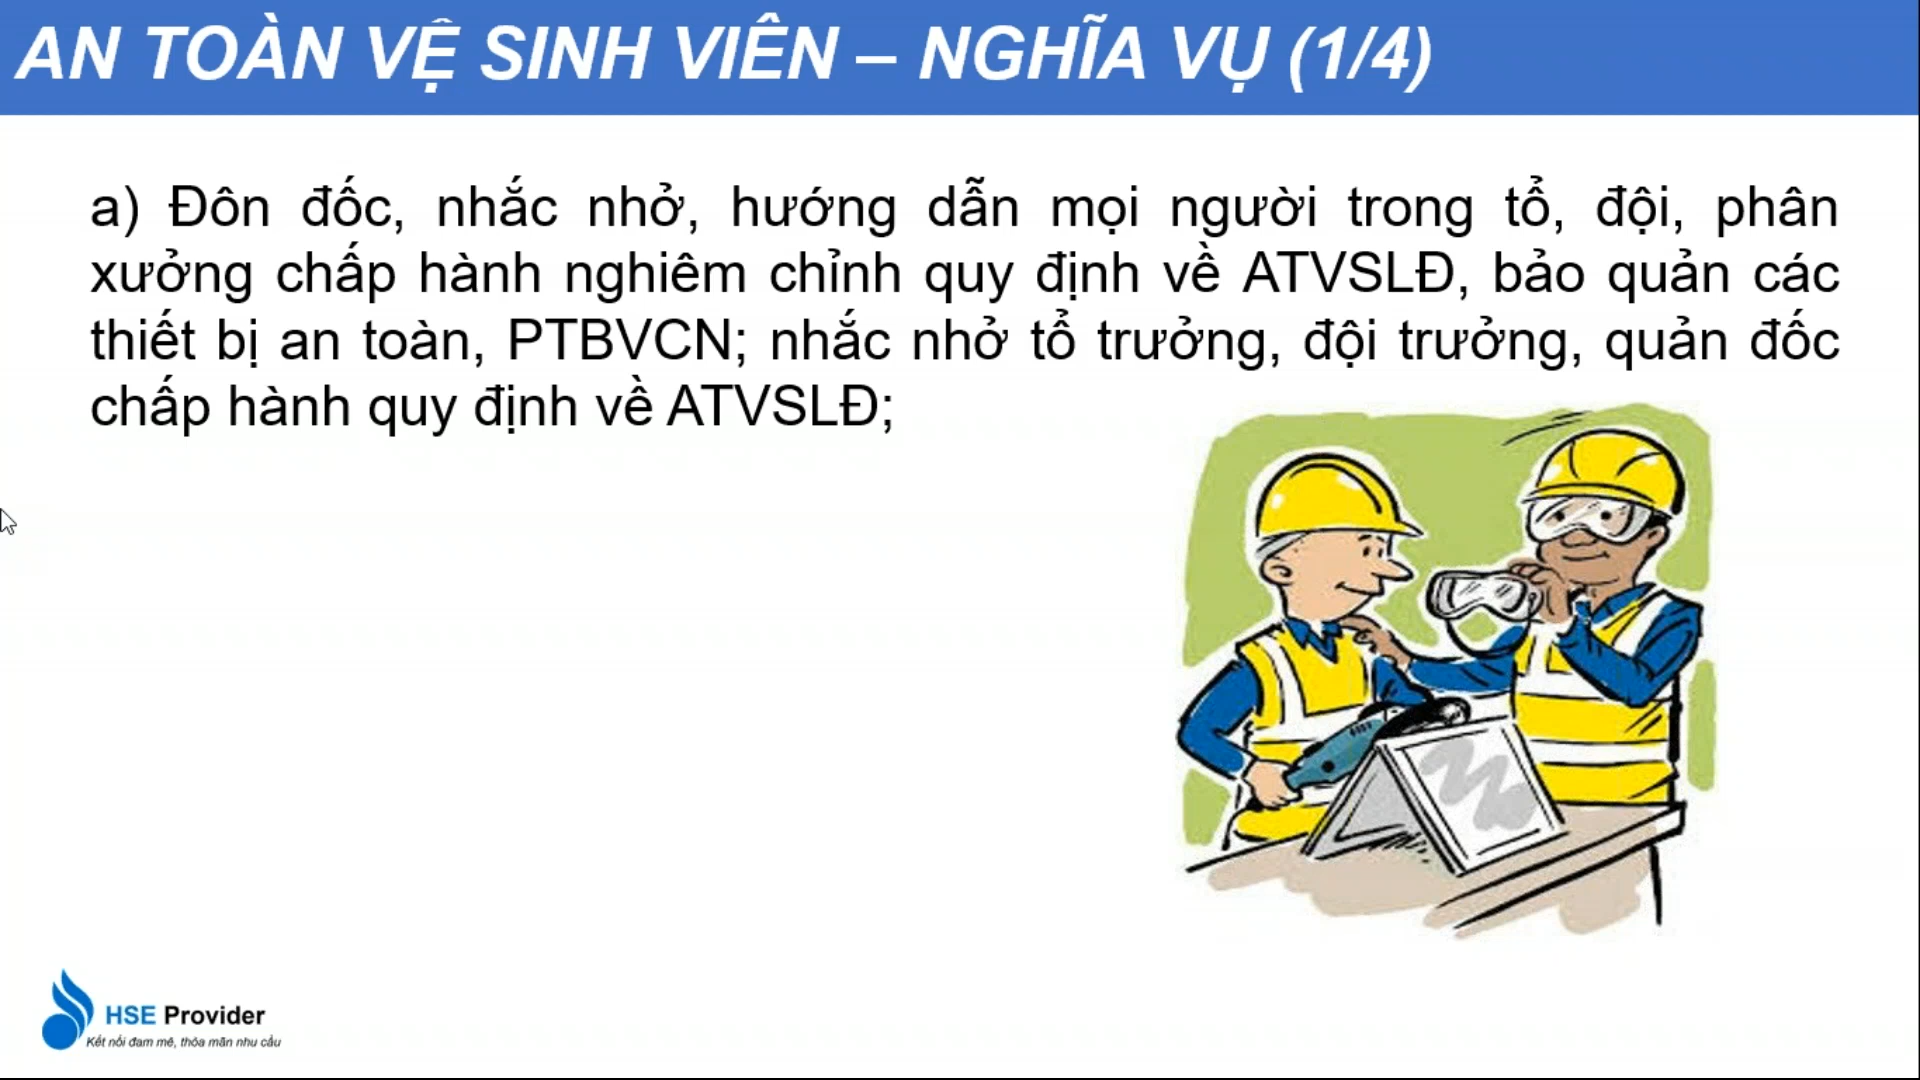 AN TOÀN VỆ SINH VIÊN – NGHĨA VỤ (1/4)
a) Đôn đốc, nhắc nhở, hướng dẫn mọi người trong tổ, đội, phân
xưởng chấp hành nghiêm chỉnh quy định về ATVSLĐ, bảo quản các
thiết bị an toàn, PTBVCN; nhắc nhở tổ trưởng, đội trưởng, quản đốc
chấp hành quy định về ATVSLĐ;
HSE Provider
Kết nối đam mê, thỏa mãn nhu cầu